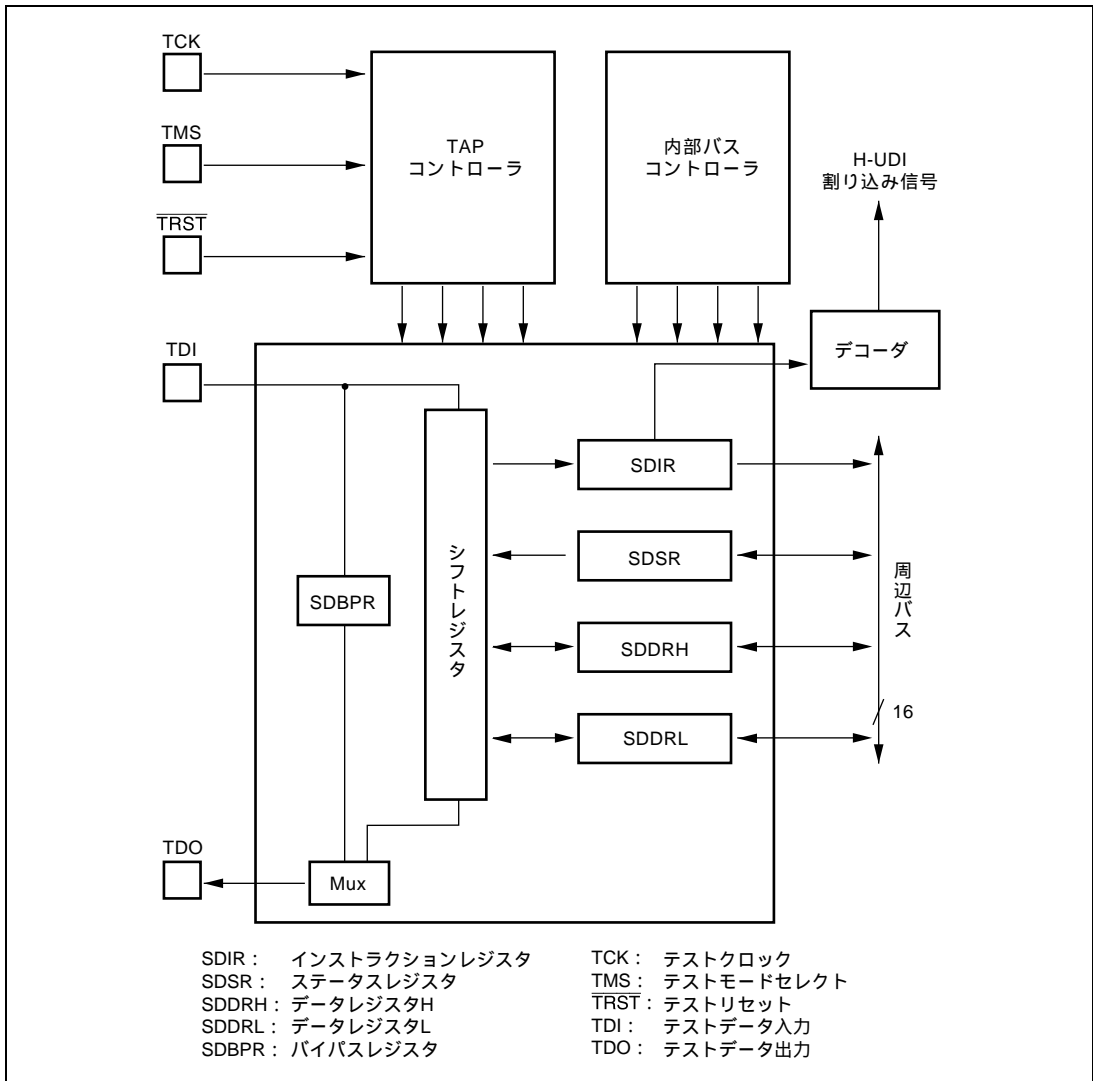 TCK
TMS
TRST
TDI
TDO
TAP
コントローラ
内部バス
コントローラ
H-UDI
割り込み信号
デコーダ
シフトレジスタ
SDBPR
SDIR
SDSR
SDDRH
SDDRL
周辺バス
16
Mux
SDIR： インストラクションレジスタ
SDSR： ステータスレジスタ
SDDRH： データレジスタH
SDDRL： データレジスタL
SDBPR： バイパスレジスタ
TCK： テストクロック
TMS： テストモードセレクト
TRST： テストリセット
TDI： テストデータ入力
TDO： テストデータ出力